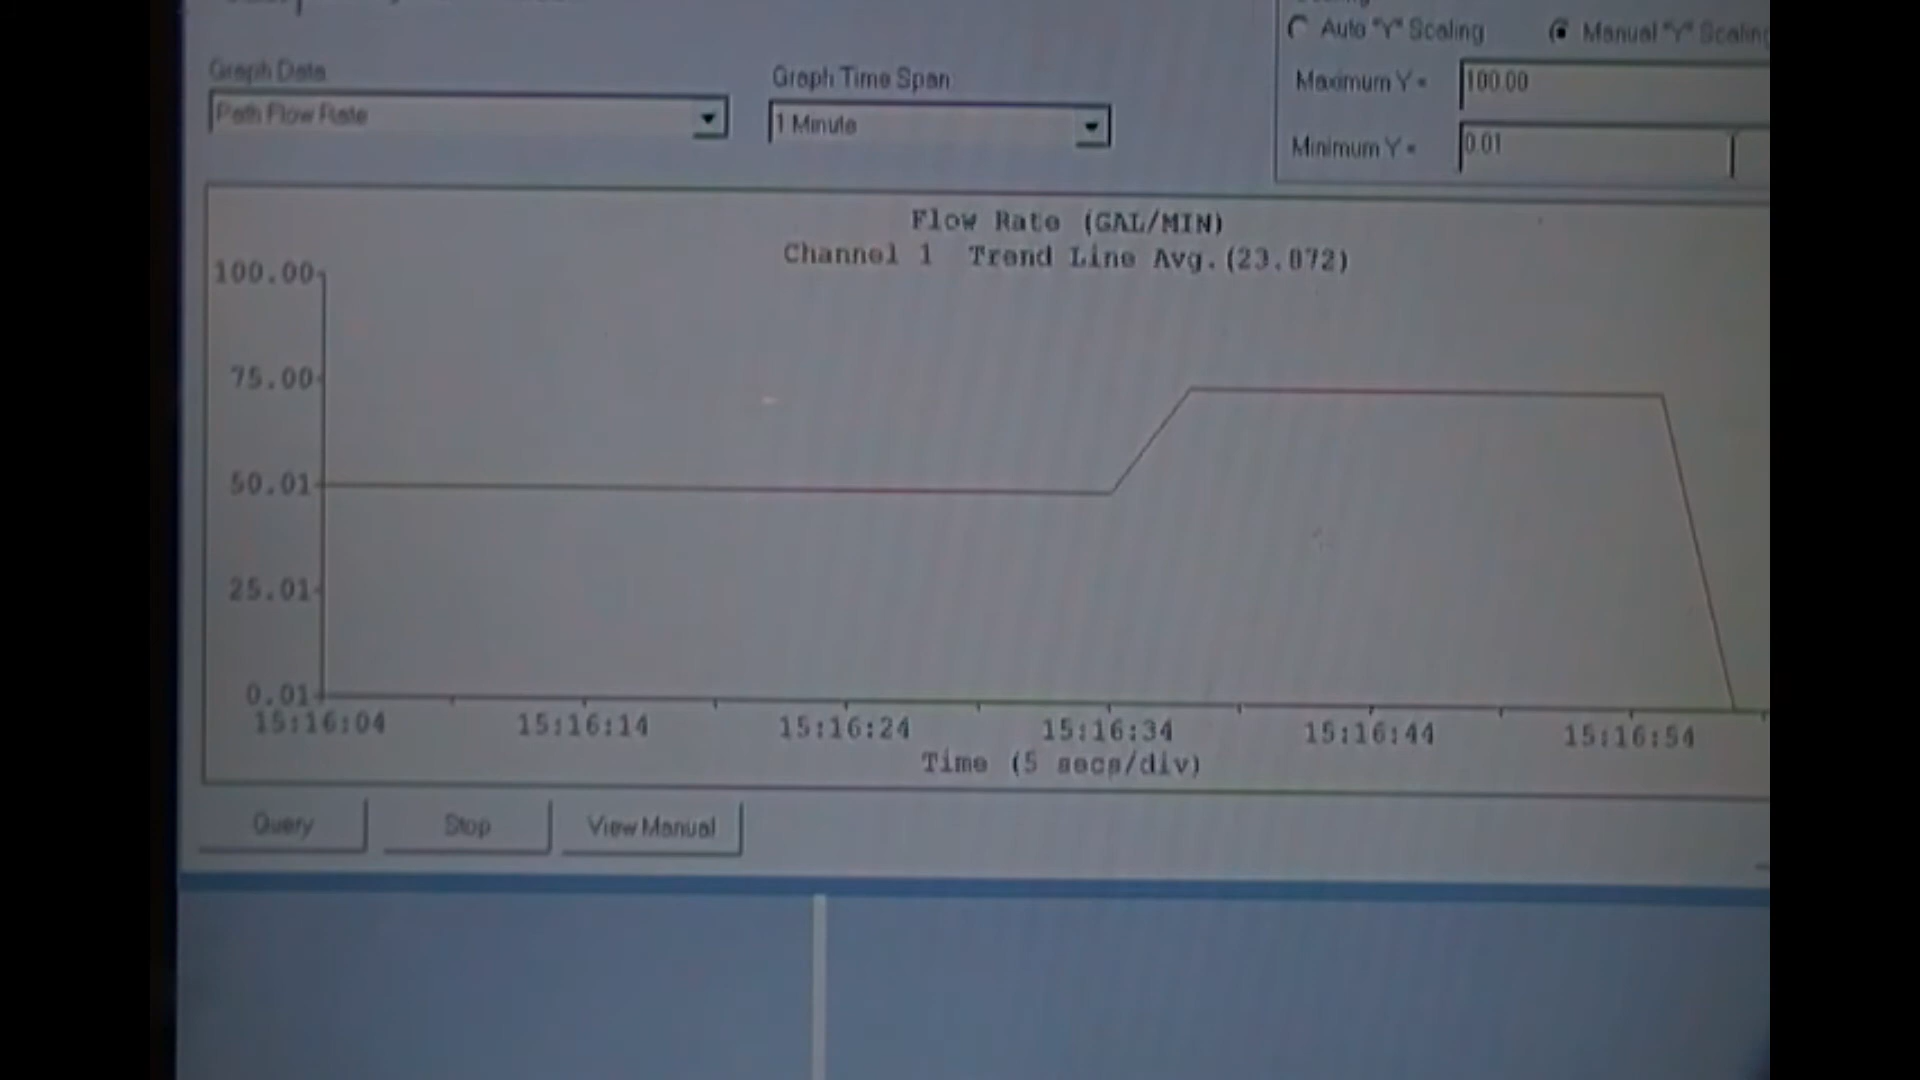 Auto "Y" Scaling Manual "Y" Scaling
Graph Data Graph Time Span Maximum Y = 100.00
Path Flow Rate 1 Minute
Minimum Y = 0.01
Flow Rate (GAL/MIN)
Channel 1 Trend Line Avg.(23.872)
100.00
75.00
50.01
25.01
0.01
15:16:04 15:16:14 15:16:24 15:16:34 15:16:44 15:16:54
Time (5 secs/div)
Query Stop View Manual